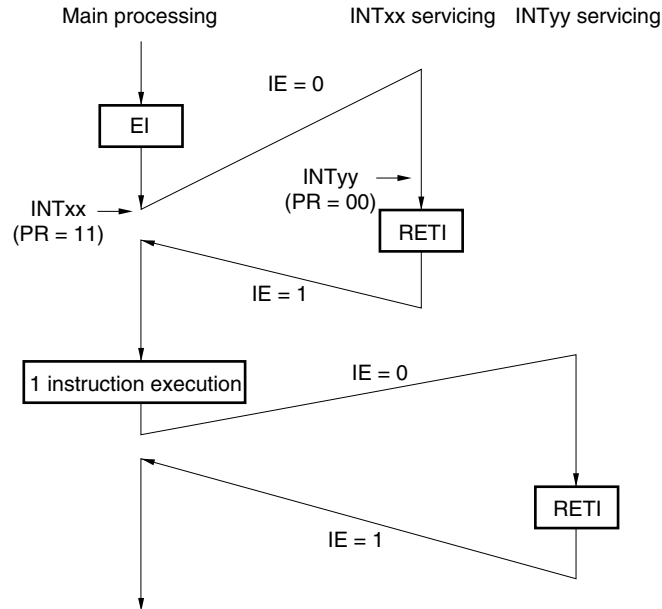 Main processing
INTxx servicing
INTyy servicing
IE = 0
EI
INTyy
(PR = 00)
INTxx
(PR = 11)
RETI
IE = 1
1 instruction execution
IE = 0
RETI
IE = 1